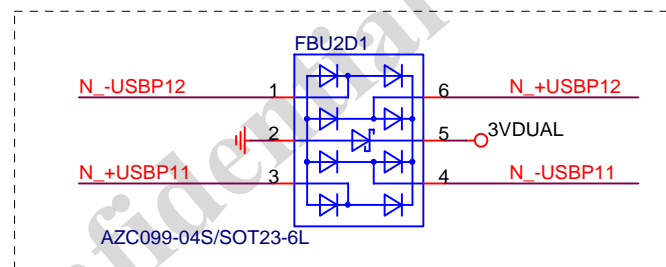 FBU2D1
N_-USBP12 1 6 N_+USBP12
2 5 3VDUAL
N_+USBP11 3 4 N_-USBP11
AZC099-04S/SOT23-6L
fidential